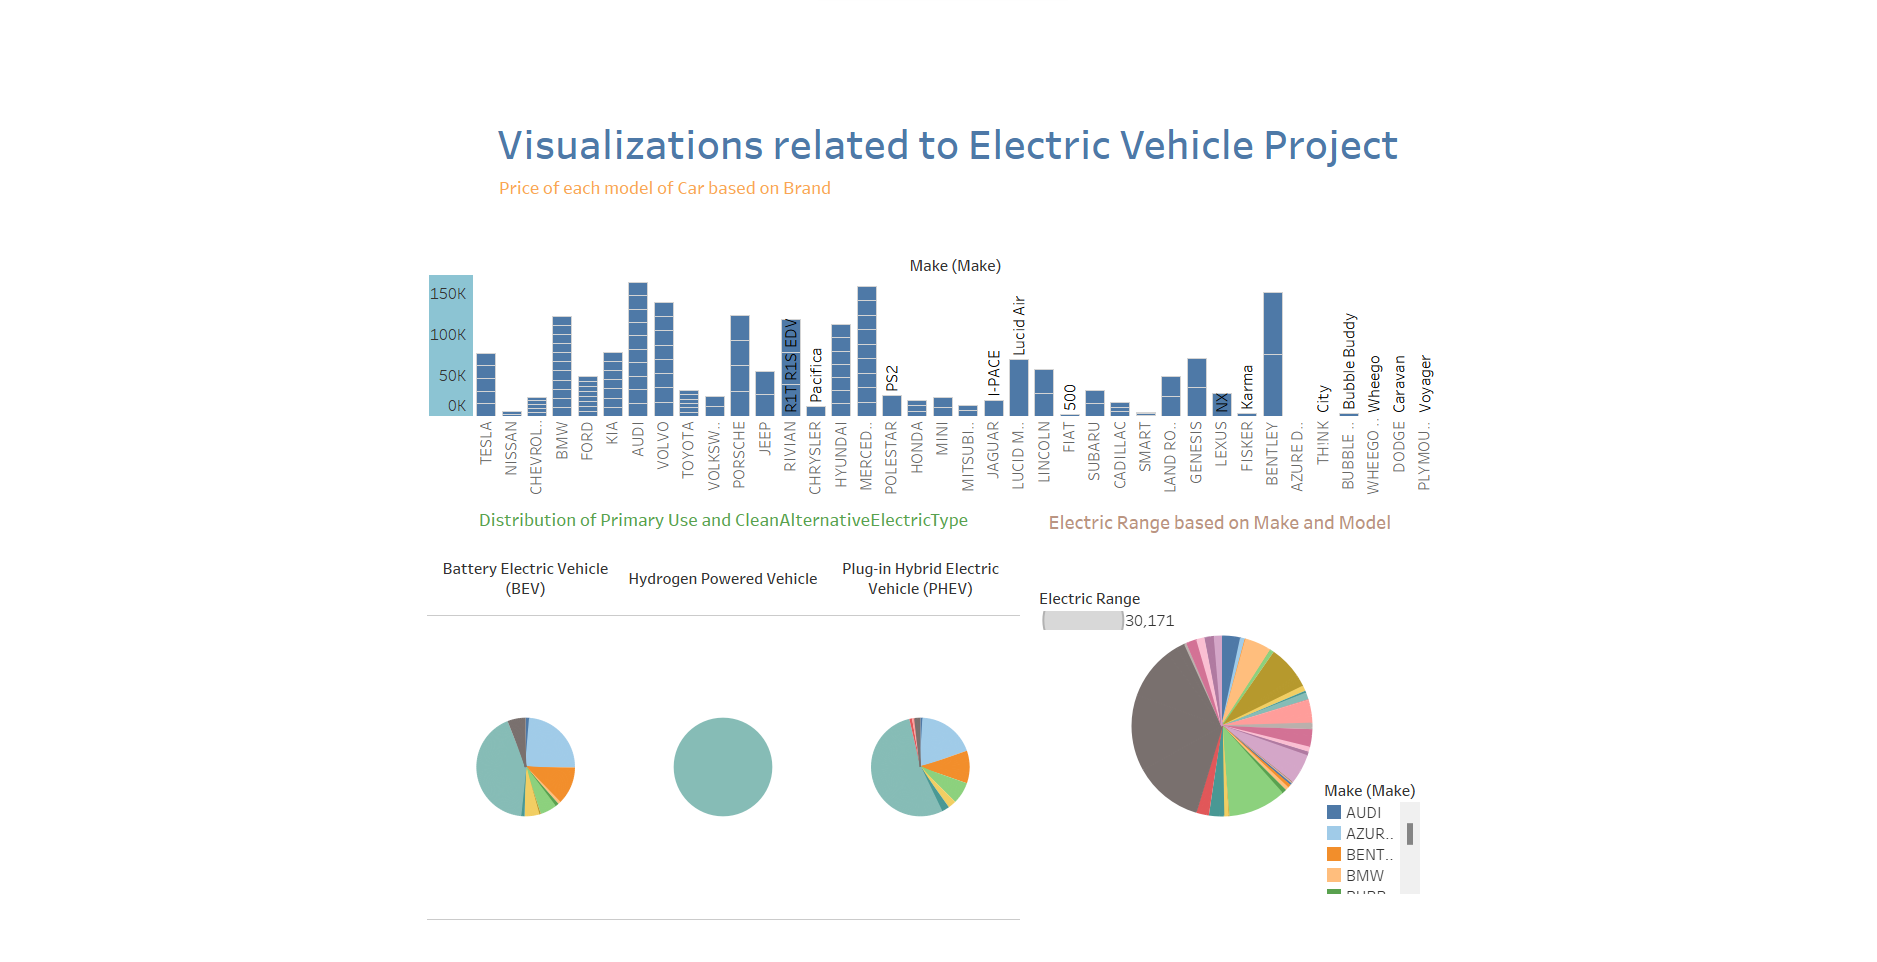 Visualizations related to Electric Vehicle Project
Price of each model of Car based on Brand
Make (Make)
150K
100K
50K
0K
R1T R1S EDV
Pacifica
PS2
I-PACE
Lucid Air
500
NX
Karma
City
Bubble Buddy
Wheego
Caravan
Voyager
TESLA
NISSAN
CHEVROL..
BMW
FORD
KIA
AUDI
VOLVO
TOYOTA
VOLKSW..
PORSCHE
JEEP
RIVIAN
CHRYSLER
HYUNDAI
MERCED..
POLESTAR
HONDA
MINI
MITSUBI..
JAGUAR
LUCID M..
LINCOLN
FIAT
SUBARU
CADILLAC
SMART
LAND RO..
GENESIS
LEXUS
FISKER
BENTLEY
AZURE D..
TH!NK
BUBBLE ..
WHEEGO ..
DODGE
PLYMOU..
Distribution of Primary Use and CleanAlternativeElectricType
Electric Range based on Make and Model
Battery Electric Vehicle
(BEV)
Hydrogen Powered Vehicle
Plug-in Hybrid Electric
Vehicle (PHEV)
Electric Range
30,171
Make (Make)
AUDI
AZUR..
BENT..
BMW